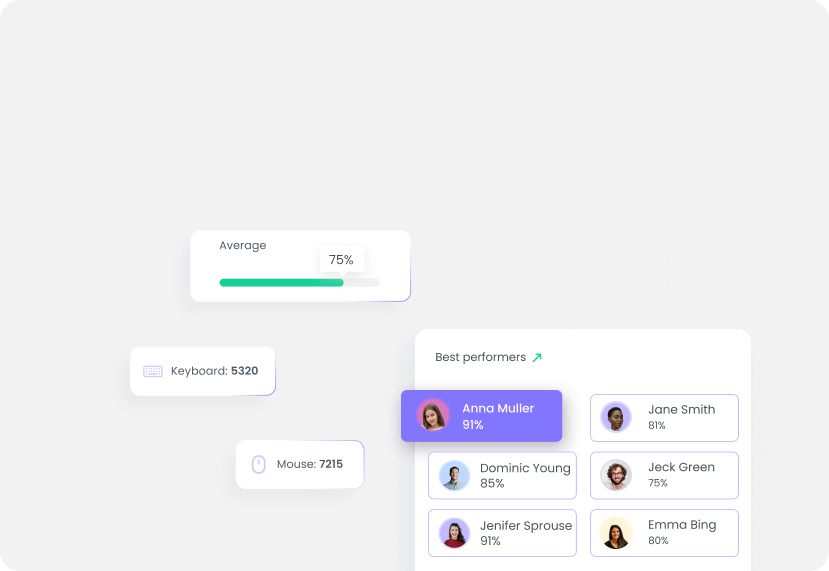 Average
75%
Keyboard: 5320
Mouse: 7215
Best performers
Anna Muller
91%
Jane Smith
81%
Dominic Young
85%
Jeck Green
75%
Jenifer Sprouse
91%
Emma Bing
80%